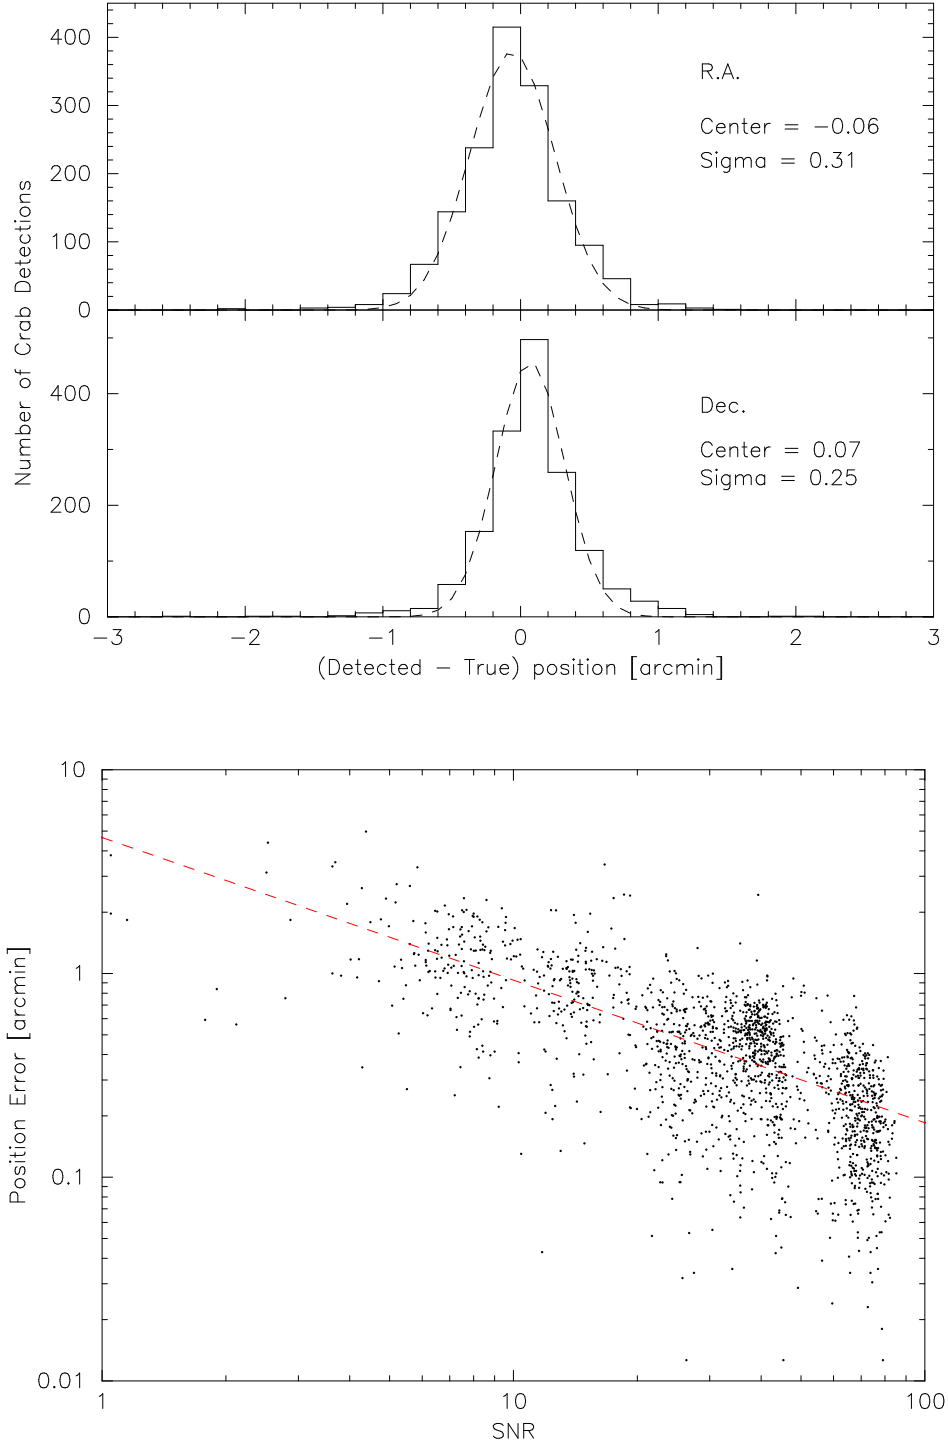 400
R.A.
300
Center = −0.06
Sigma = 0.31
200
100
0
Number of Crab Detections
400
Dec.
Center = 0.07
Sigma = 0.25
200
0
−3 −2 −1 0 1 2 3
(Detected − True) position [arcmin]
10
1
Position Error [arcmin]
0.1
0.01
1 10 100
SNR